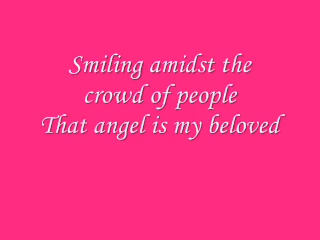 Smiling amidst the
crowd of people
That angel is my beloved